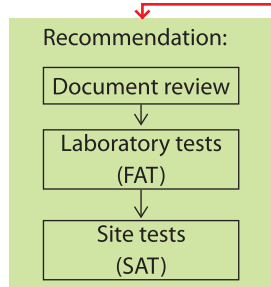 Recommendation:
Document review
Laboratory tests
(FAT)
Site tests
(SAT)